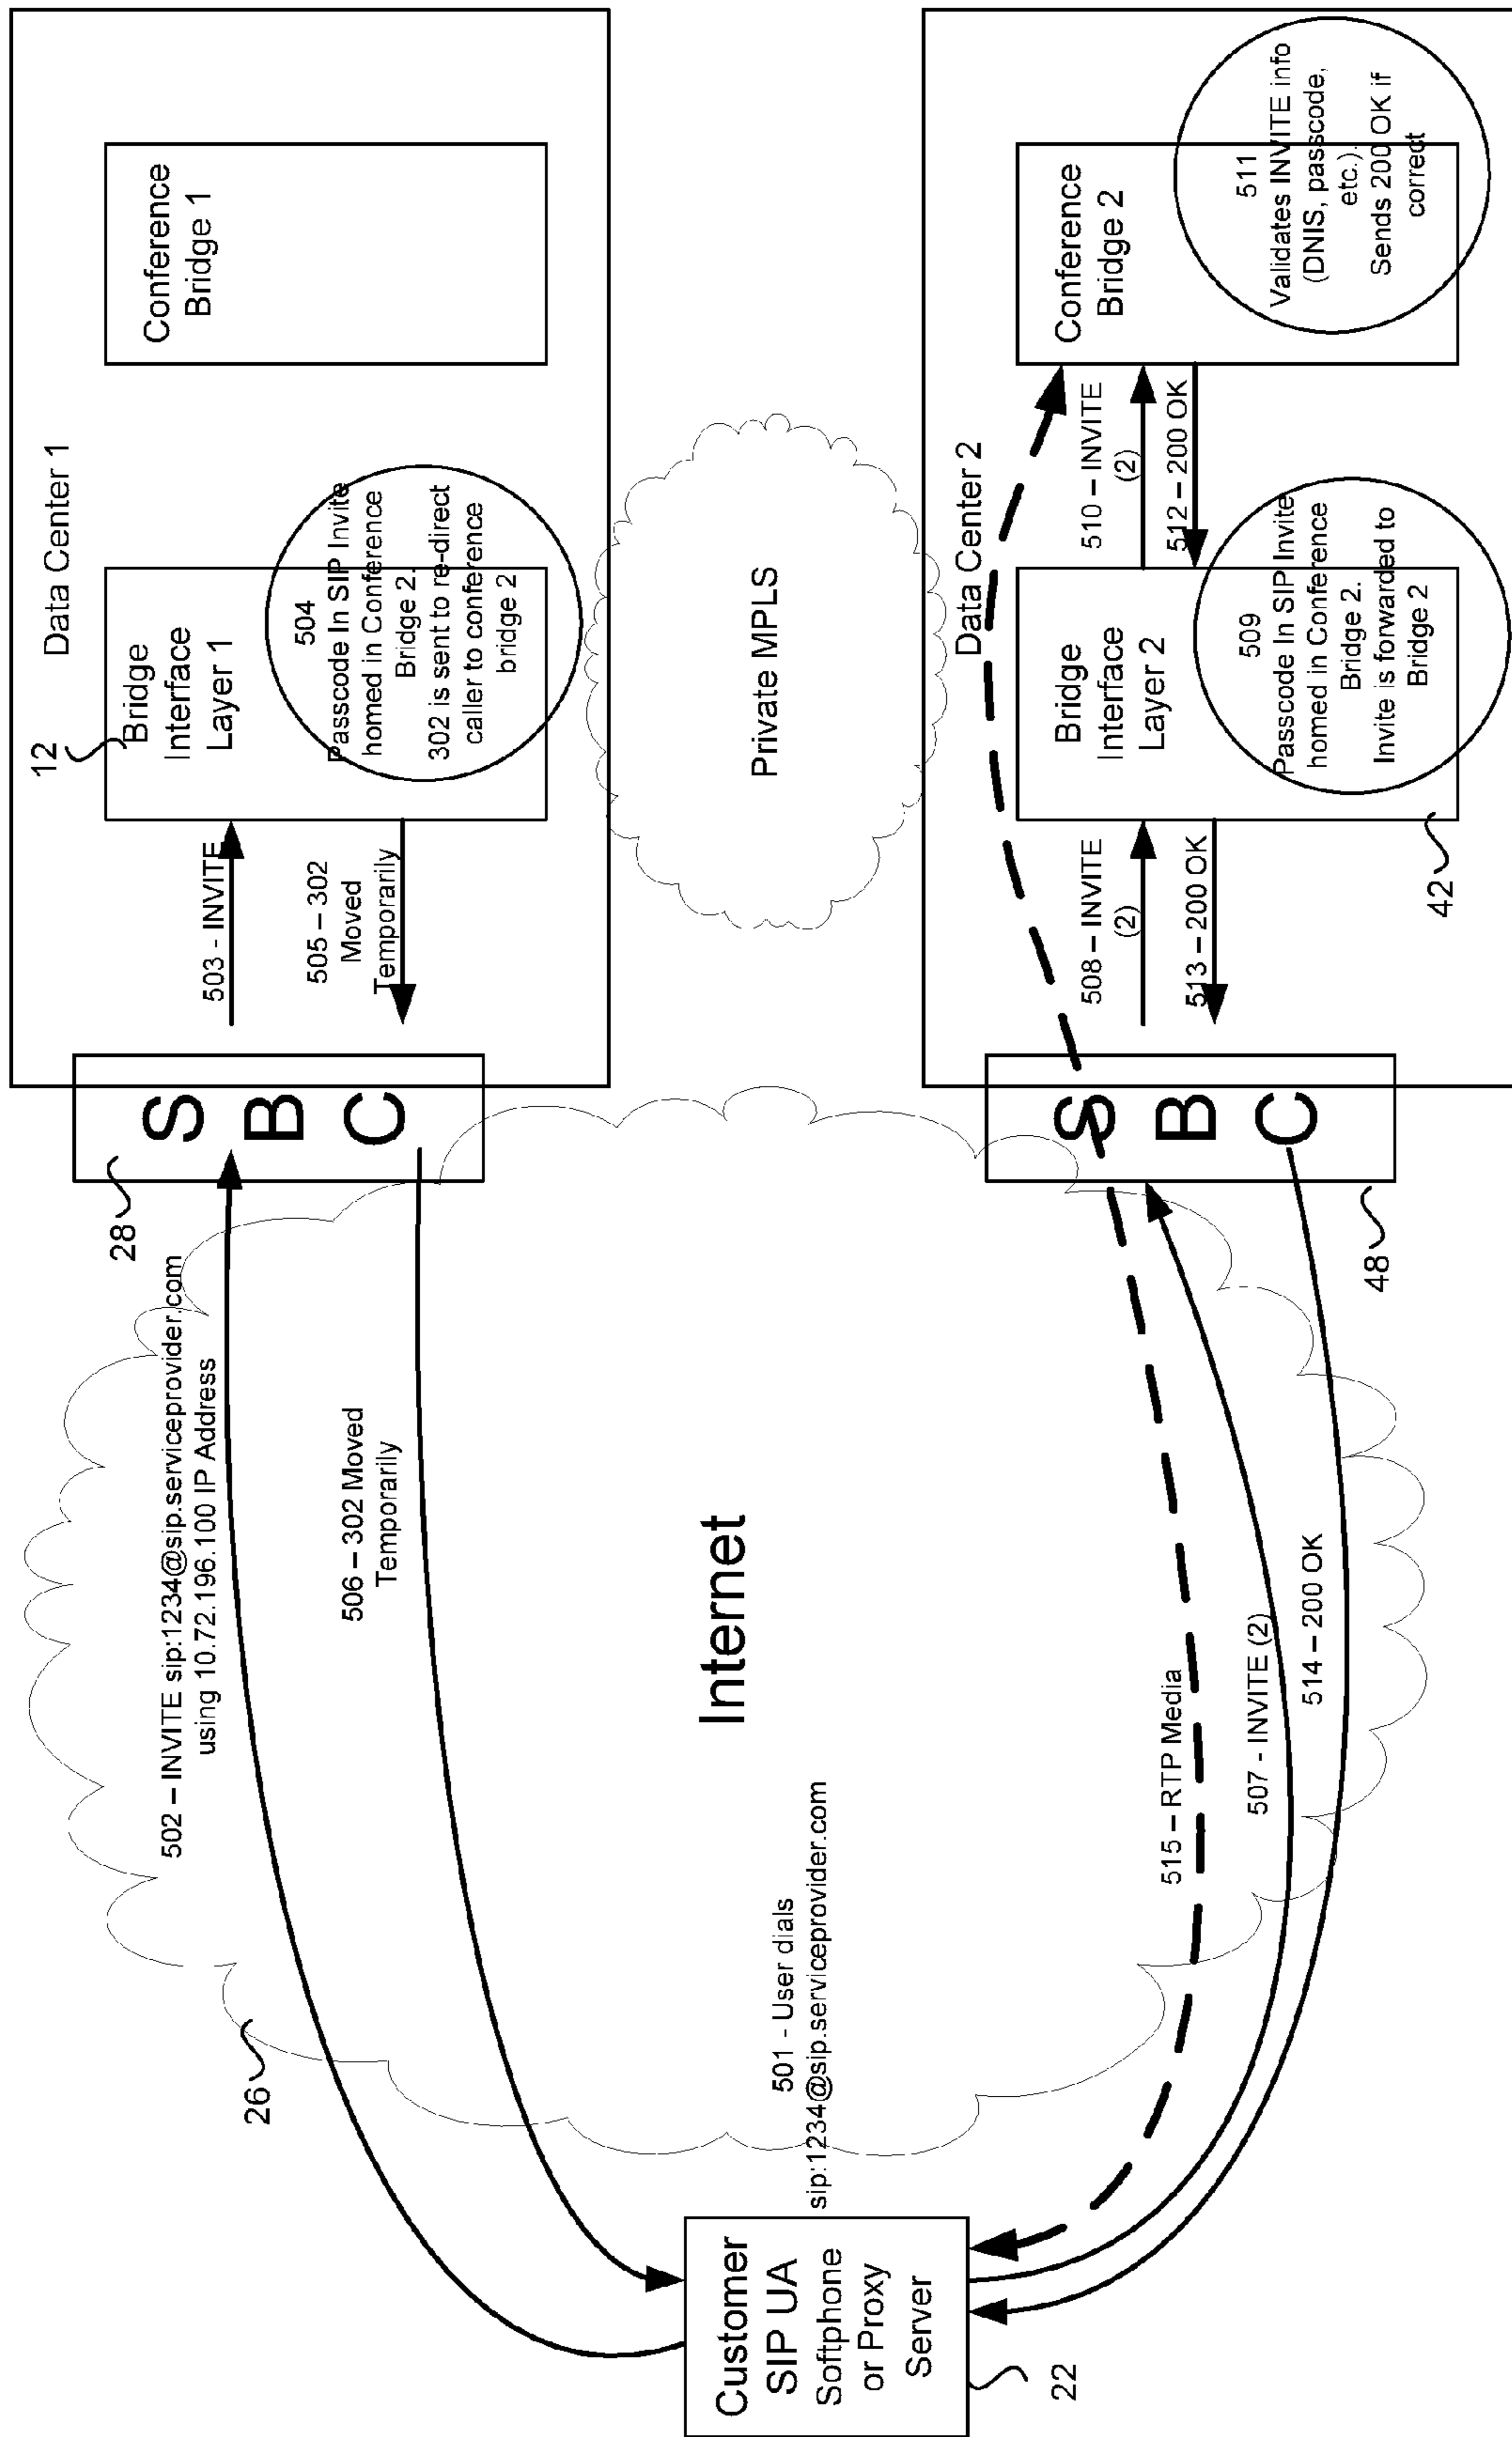 Data Center 1
12
Bridge
Interface
Layer 1
504
Passcode In SIP Invite
homed in Conference
Bridge 2.
302 is sent to re-direct
caller to conference
bridge 2
Conference
Bridge 1
503 - INVITE
505 – 302
Moved
Temporarily
S
B
C
28
502 – INVITE sip:1234@sip.serviceprovider.com
using 10.72.196.100 IP Address
506 – 302 Moved
Temporarily
26
Internet
Private MPLS
501 - User dials
sip:1234@sip.serviceprovider.com
Customer
SIP UA
Softphone
or Proxy
Server
22
515 – RTP Media
507 - INVITE (2)
514 – 200 OK
S
B
C
48
Data Center 2
508 – INVITE
(2)
513 – 200 OK
Bridge
Interface
Layer 2
509
Passcode In SIP Invite
homed in Conference
Bridge 2.
Invite is forwarded to
Bridge 2
42
510 – INVITE
(2)
512 – 200 OK
Conference
Bridge 2
511
Validates INVITE info
(DNIS, passcode,
etc.).
Sends 200 OK if
correct